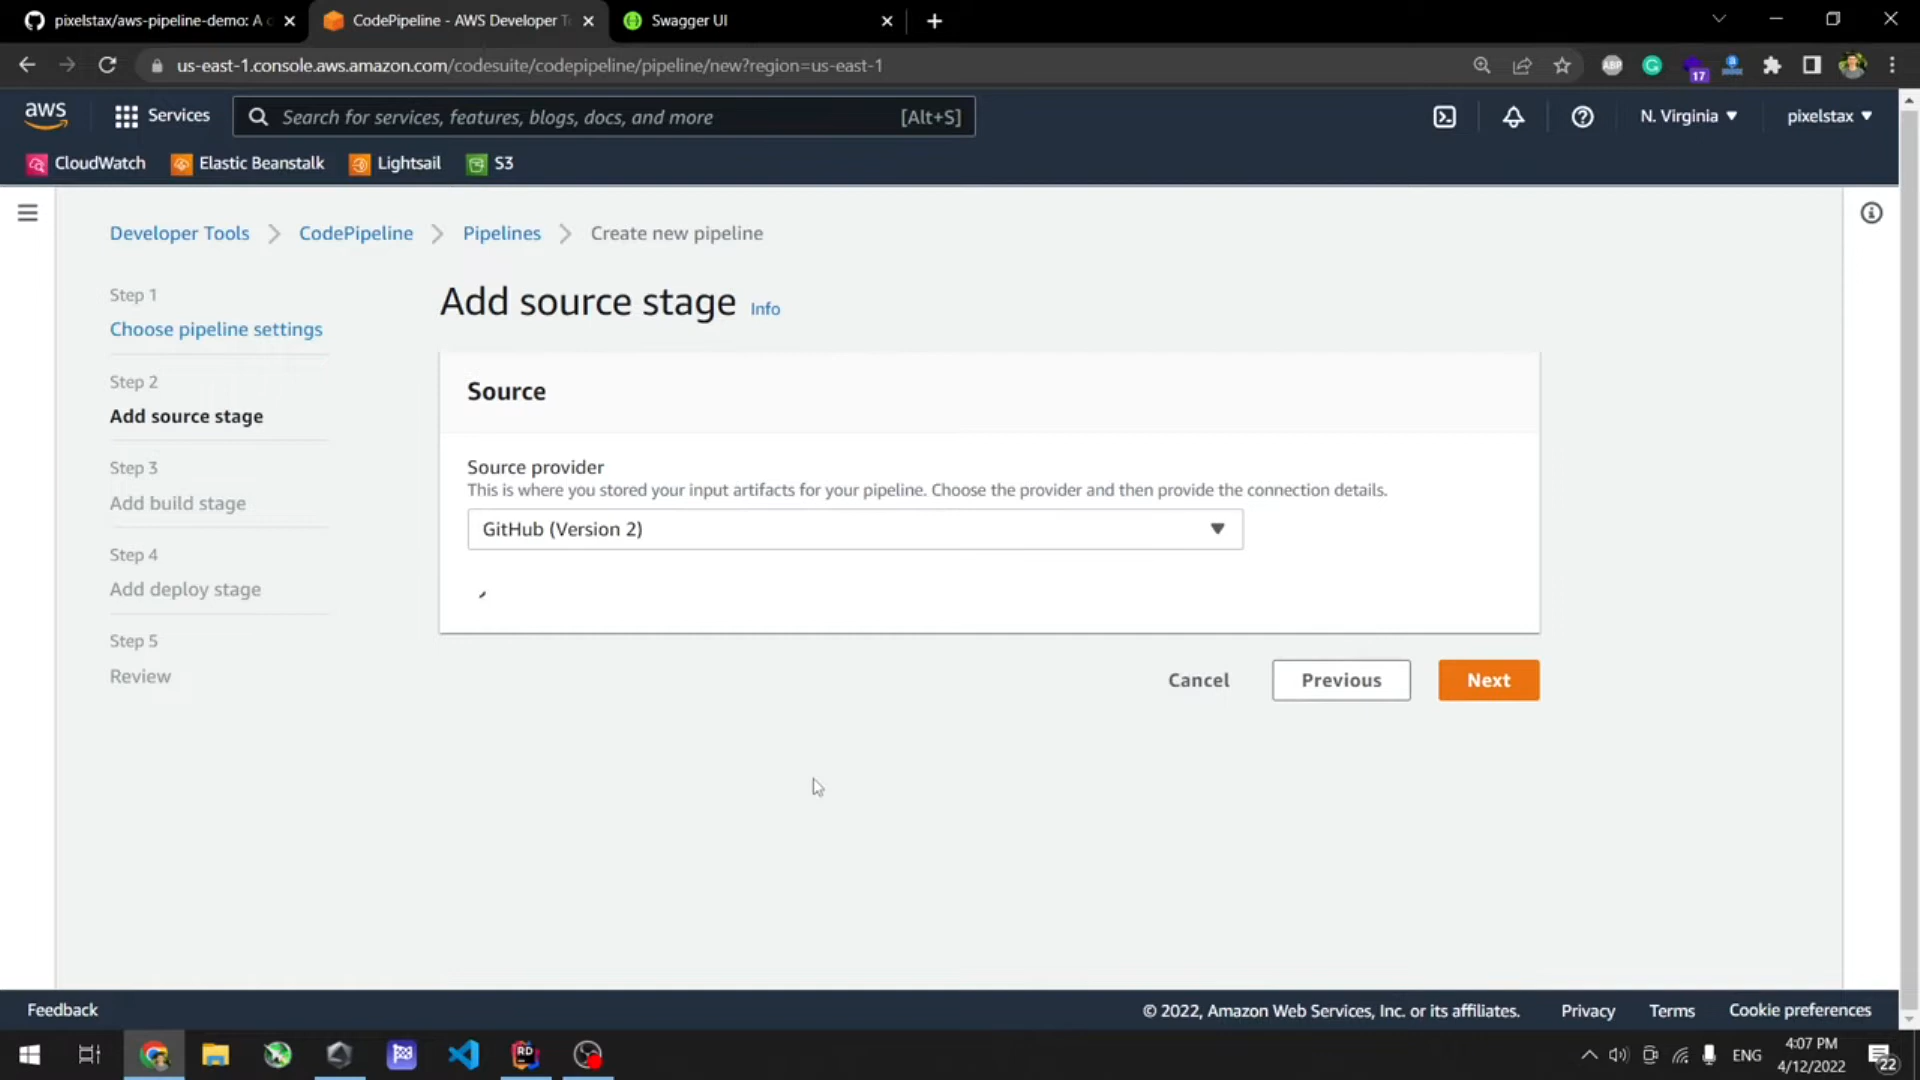 pixelstax/aws-pipeline-demo: A c
CodePipeline - AWS Developer T
Swagger UI
us-east-1.console.aws.amazon.com/codesuite/codepipeline/pipeline/new?region=us-east-1
ABP
17
aws
Services
Search for services, features, blogs, docs, and more
[Alt+S]
N. Virginia
pixelstax
CloudWatch
Elastic Beanstalk
Lightsail
S3
Developer Tools
CodePipeline
Pipelines
Create new pipeline
Step 1
Choose pipeline settings
Step 2
Add source stage
Step 3
Add build stage
Step 4
Add deploy stage
Step 5
Review
Add source stage
Info
Source
Source provider
This is where you stored your input artifacts for your pipeline. Choose the provider and then provide the connection details.
GitHub (Version 2)
Cancel
Previous
Next
Feedback
© 2022, Amazon Web Services, Inc. or its affiliates.
Privacy
Terms
Cookie preferences
RD
ENG
4:07 PM
4/12/2022
22